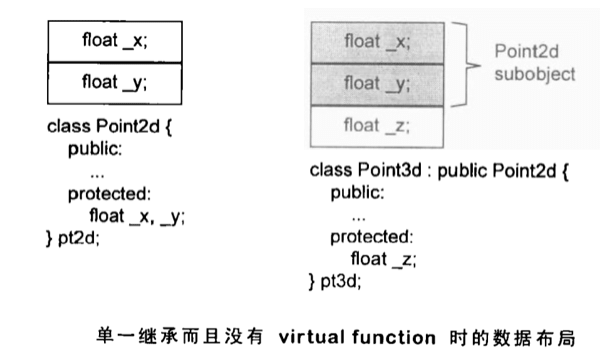 float _x;
float _y;
class Point2d {
public:
...
protected:
float _x, _y;
} pt2d;
float _x;
float _y;
float _z;
Point2d
subobject
class Point3d : public Point2d {
public:
...
protected:
float _z;
} pt3d;
单一继承而且没有 virtual function 时的数据布局